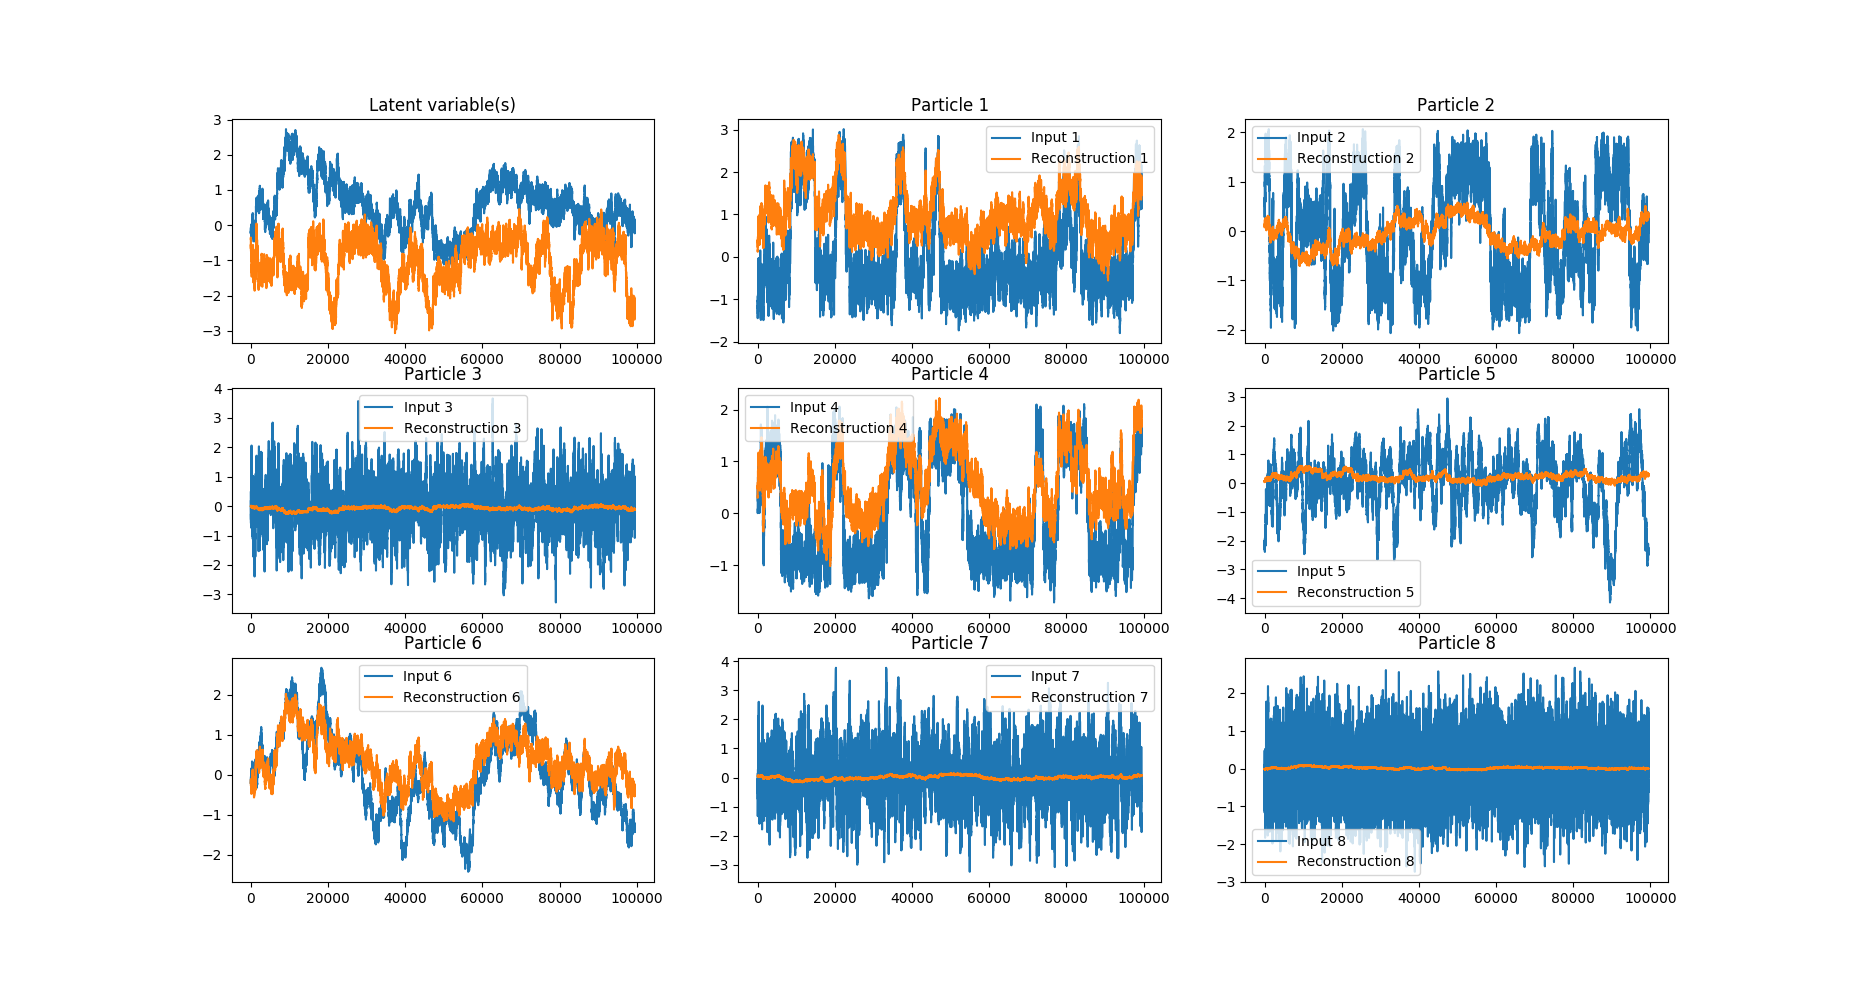 Latent variable(s)
3
2
1
0
−1
−2
−3
0 20000 40000 60000 80000 100000
Particle 1
Input 1
Reconstruction 1
3
2
1
0
−1
−2
0 20000 40000 60000 80000 100000
Particle 2
Input 2
Reconstruction 2
2
1
0
−1
−2
0 20000 40000 60000 80000 100000
Particle 3
Input 3
Reconstruction 3
4
3
2
1
0
−1
−2
−3
0 20000 40000 60000 80000 100000
Particle 4
Input 4
Reconstruction 4
2
1
0
−1
0 20000 40000 60000 80000 100000
Particle 5
3
2
1
0
−1
−2
−3
−4
Input 5
Reconstruction 5
0 20000 40000 60000 80000 100000
Particle 6
Input 6
Reconstruction 6
2
1
0
−1
−2
0 20000 40000 60000 80000 100000
Particle 7
Input 7
Reconstruction 7
4
3
2
1
0
−1
−2
−3
0 20000 40000 60000 80000 100000
Particle 8
2
1
0
−1
−2
−3
Input 8
Reconstruction 8
0 20000 40000 60000 80000 100000